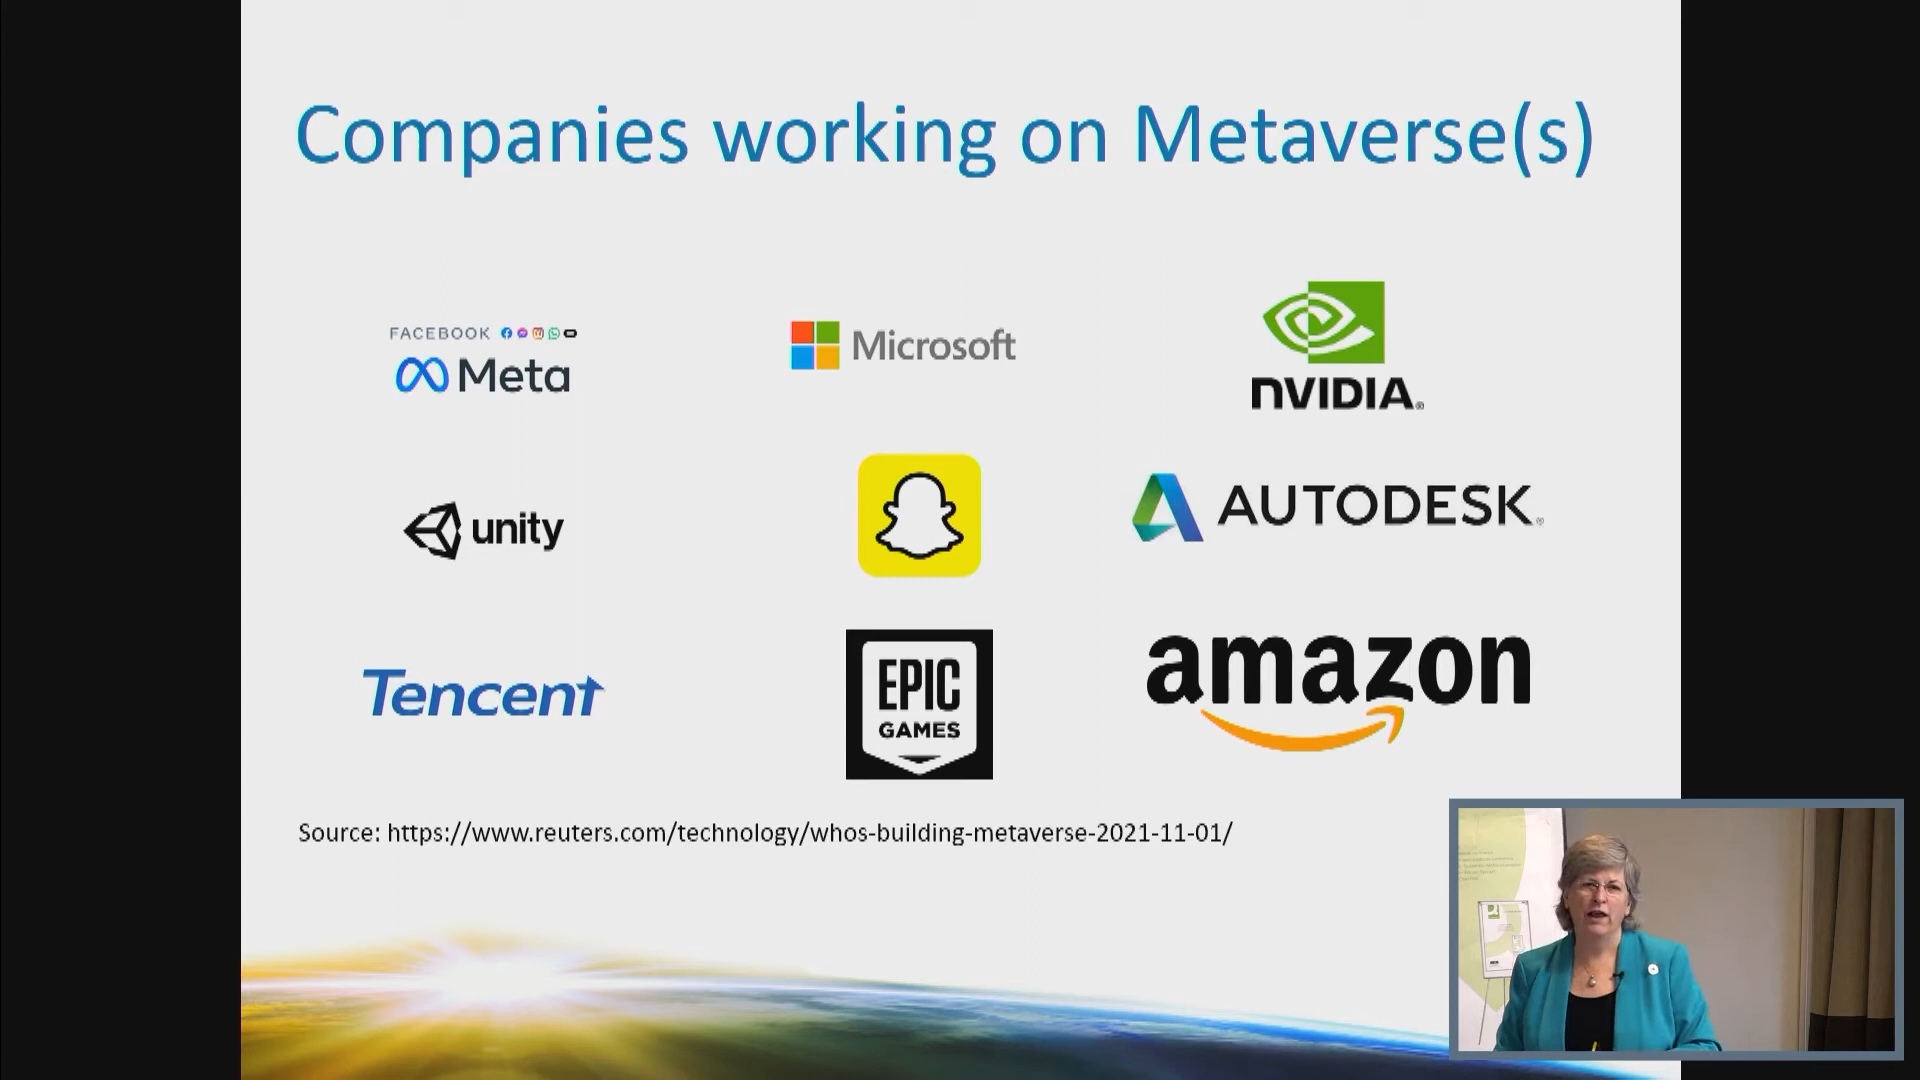 Companies working on Metaverse(s)
FACEBOOK
Meta
Microsoft
NVIDIA®
unity
AUTODESK®
Tencent
EPIC
GAMES
amazon
Source: https://www.reuters.com/technology/whos-building-metaverse-2021-11-01/